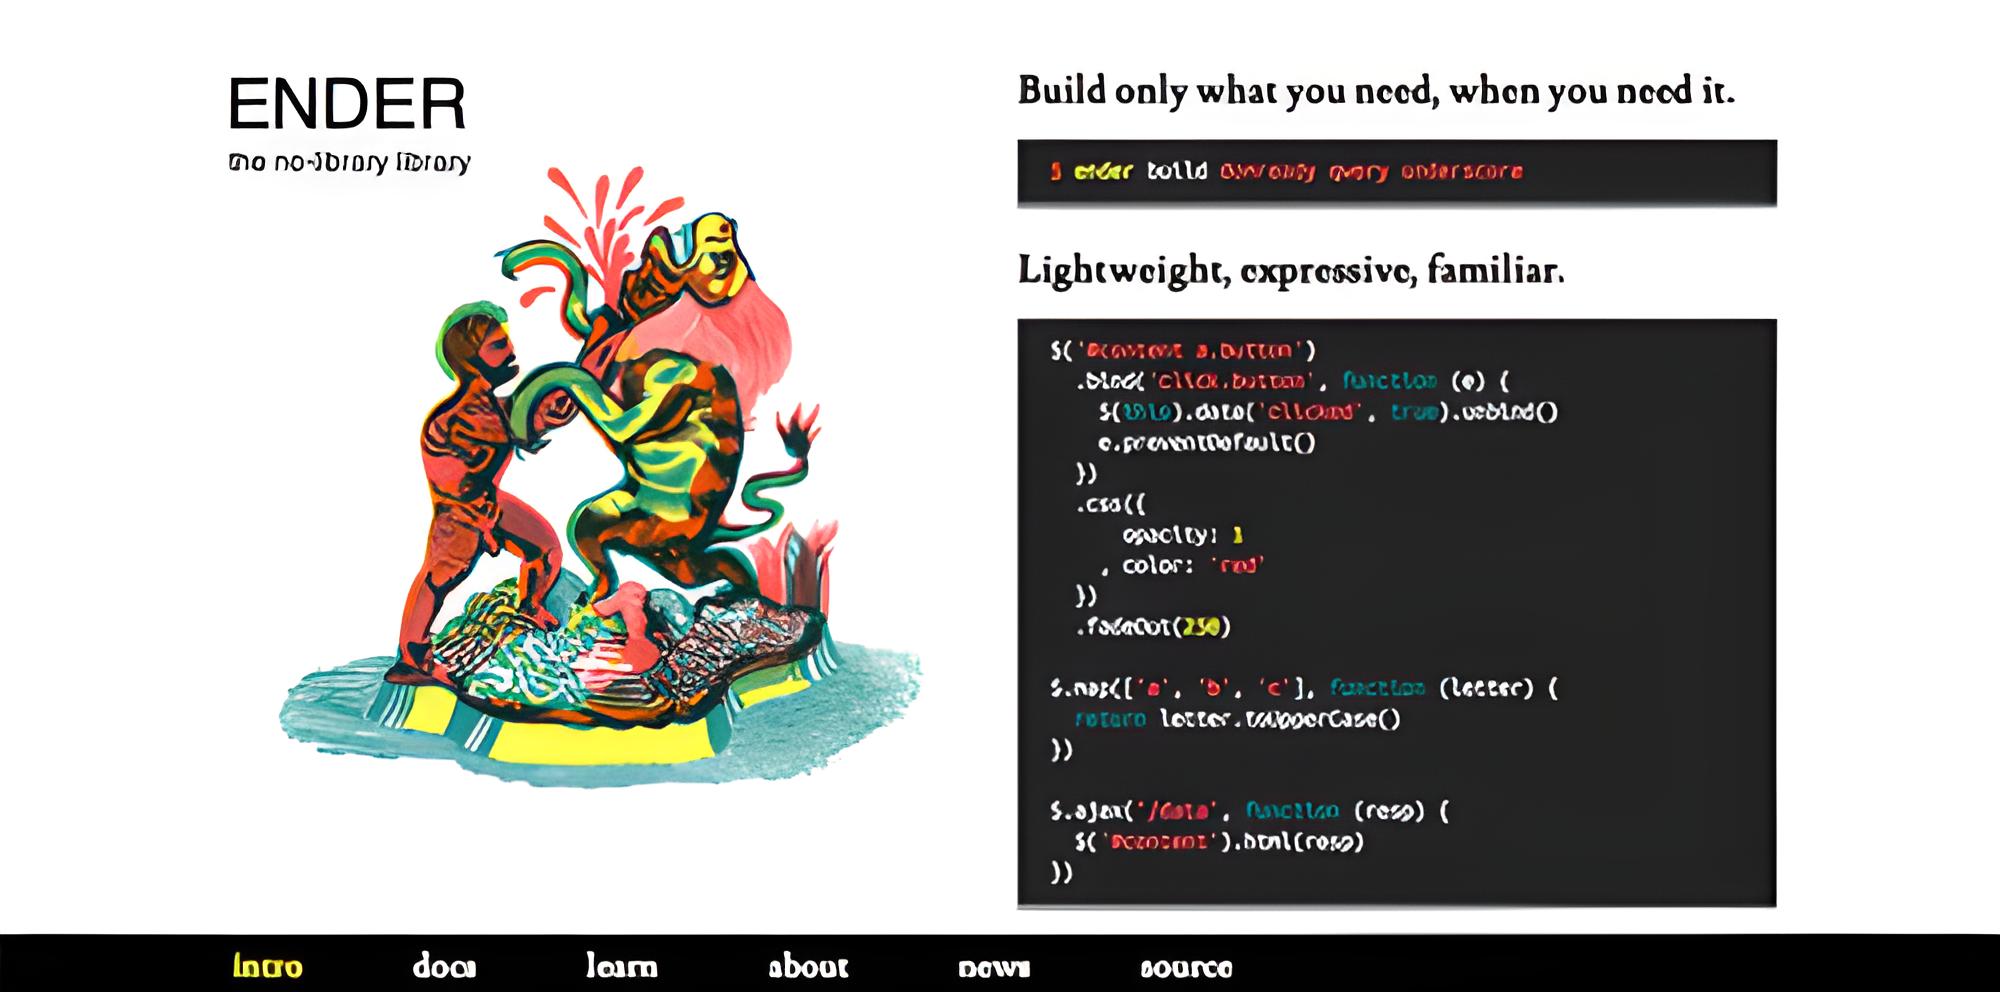 ENDER
the no-library library
Build only what you need, when you need it.
$ ender build
Lightweight, expressive, familiar.
$('#content a.button')
.bind('click.button', function (e) {
$(this).data('clicked', true).unbind()
e.preventDefault()
})
.css({
opacity: 1
, color: 'red'
})
.fadeOut(250)
$.map(['a', 'b', 'c'], function (letter) {
return letter.toUpperCase()
})
$.ajax('/data', function (resp) {
$('#content').html(resp)
})
intro
docs
learn
about
news
source